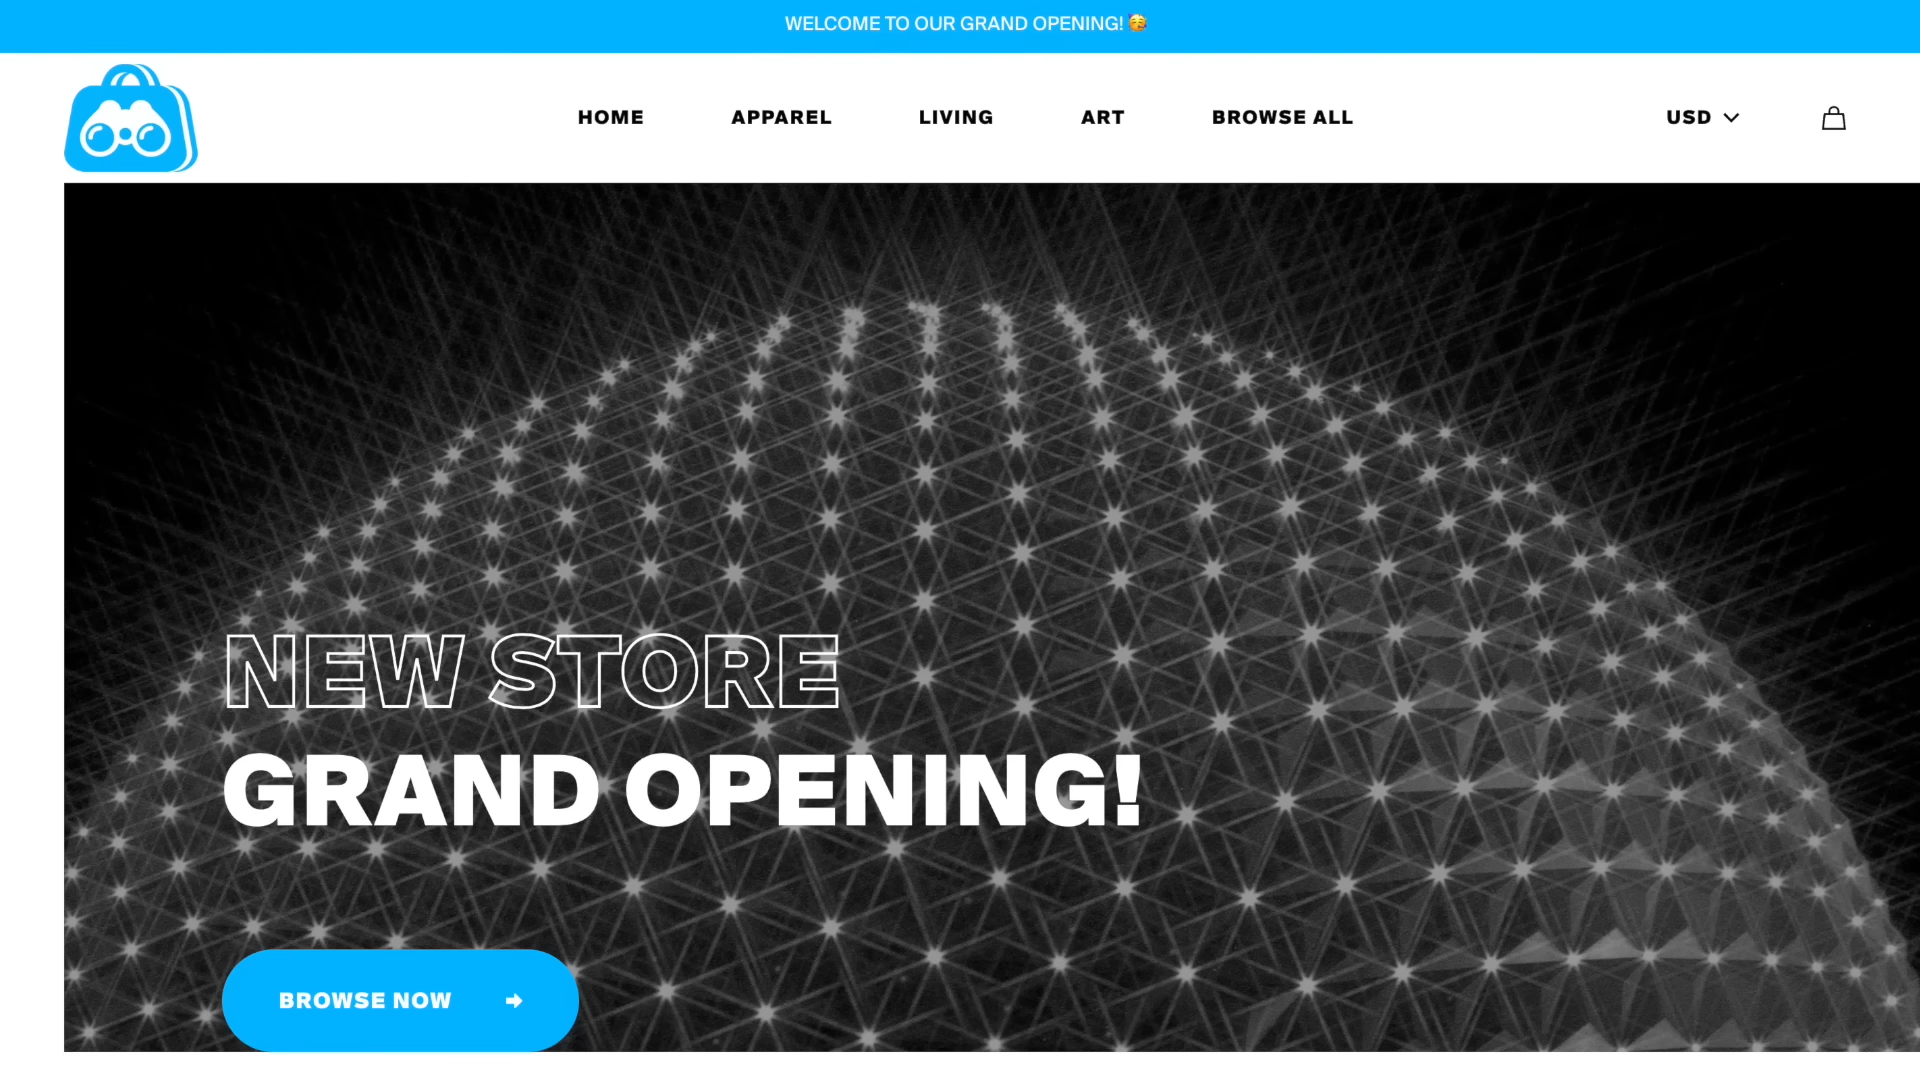 WELCOME TO OUR GRAND OPENING! 🥳
HOME APPAREL LIVING ART BROWSE ALL USD
NEW STORE
GRAND OPENING!
BROWSE NOW